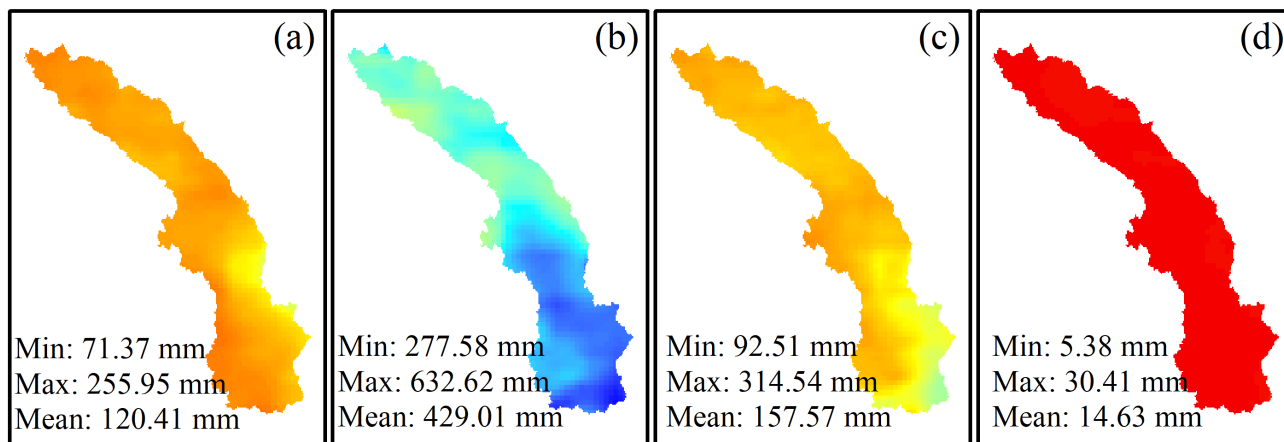 (a)
Min: 71.37 mm
Max: 255.95 mm
Mean: 120.41 mm
(b)
Min: 277.58 mm
Max: 632.62 mm
Mean: 429.01 mm
(c)
Min: 92.51 mm
Max: 314.54 mm
Mean: 157.57 mm
(d)
Min: 5.38 mm
Max: 30.41 mm
Mean: 14.63 mm